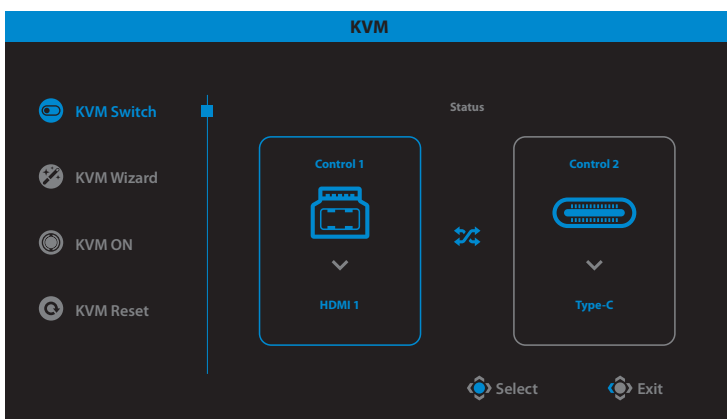 KVM
KVM Switch
KVM Wizard
KVM ON
KVM Reset
Status
Control 1
HDMI 1
Control 2
Type-C
Select
Exit